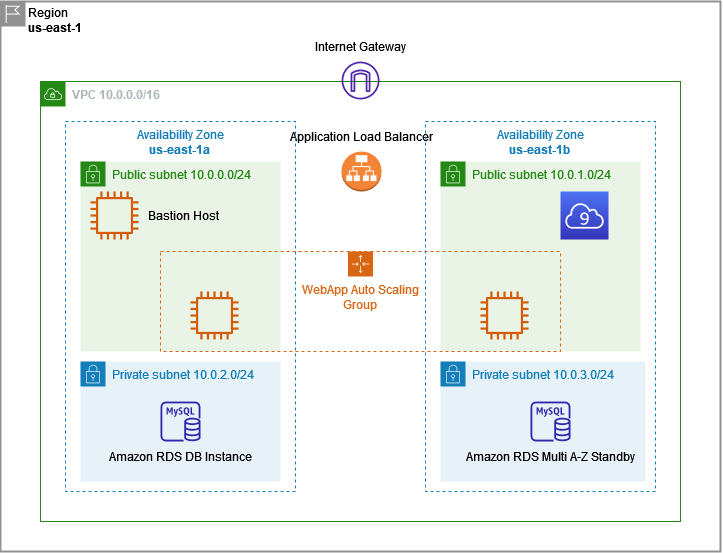 Region
us-east-1
Internet Gateway
VPC 10.0.0.0/16
Availability Zone
us-east-1a
Application Load Balancer
Availability Zone
us-east-1b
Public subnet 10.0.0.0/24
Public subnet 10.0.1.0/24
Bastion Host
9
WebApp Auto Scaling
Group
Private subnet 10.0.2.0/24
Private subnet 10.0.3.0/24
MySQL
MySQL
Amazon RDS DB Instance
Amazon RDS Multi A-Z Standby